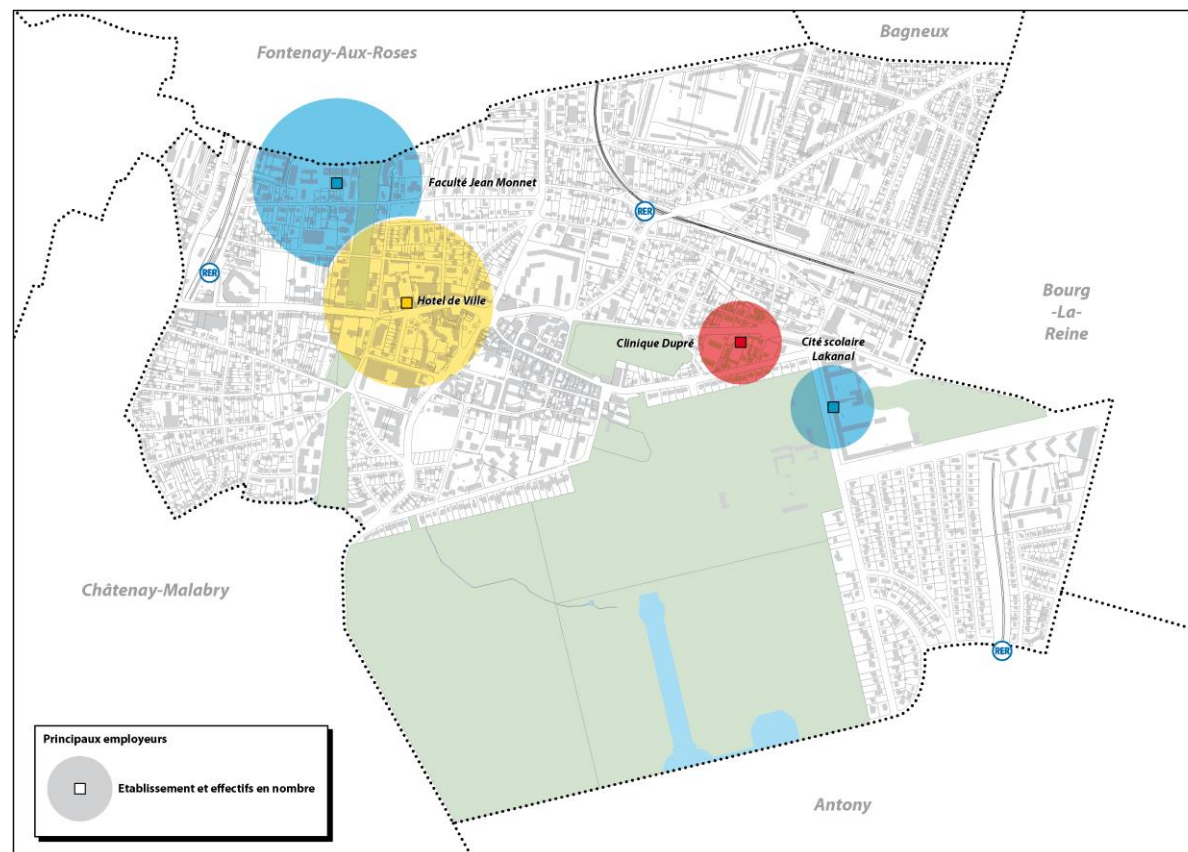 Fontenay-Aux-Roses
Bagneux
Faculté Jean Monnet
RER
RER
Hotel de Ville
Bourg
-La-
Reine
Clinique Dupré
Cité scolaire
Lakanal
Châtenay-Malabry
RER
Principaux employeurs
Etablissement et effectifs en nombre
Antony